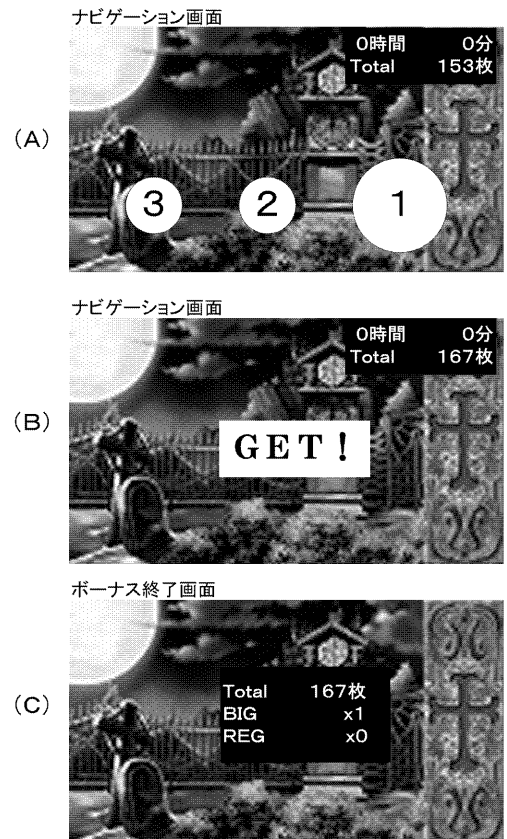 ナビゲーション画面
(A)
0時間 0分
Total 153枚
3 2 1
ナビゲーション画面
(B)
0時間 0分
Total 167枚
GET!
ボーナス終了画面
(C)
Total 167枚
BIG x1
REG x0